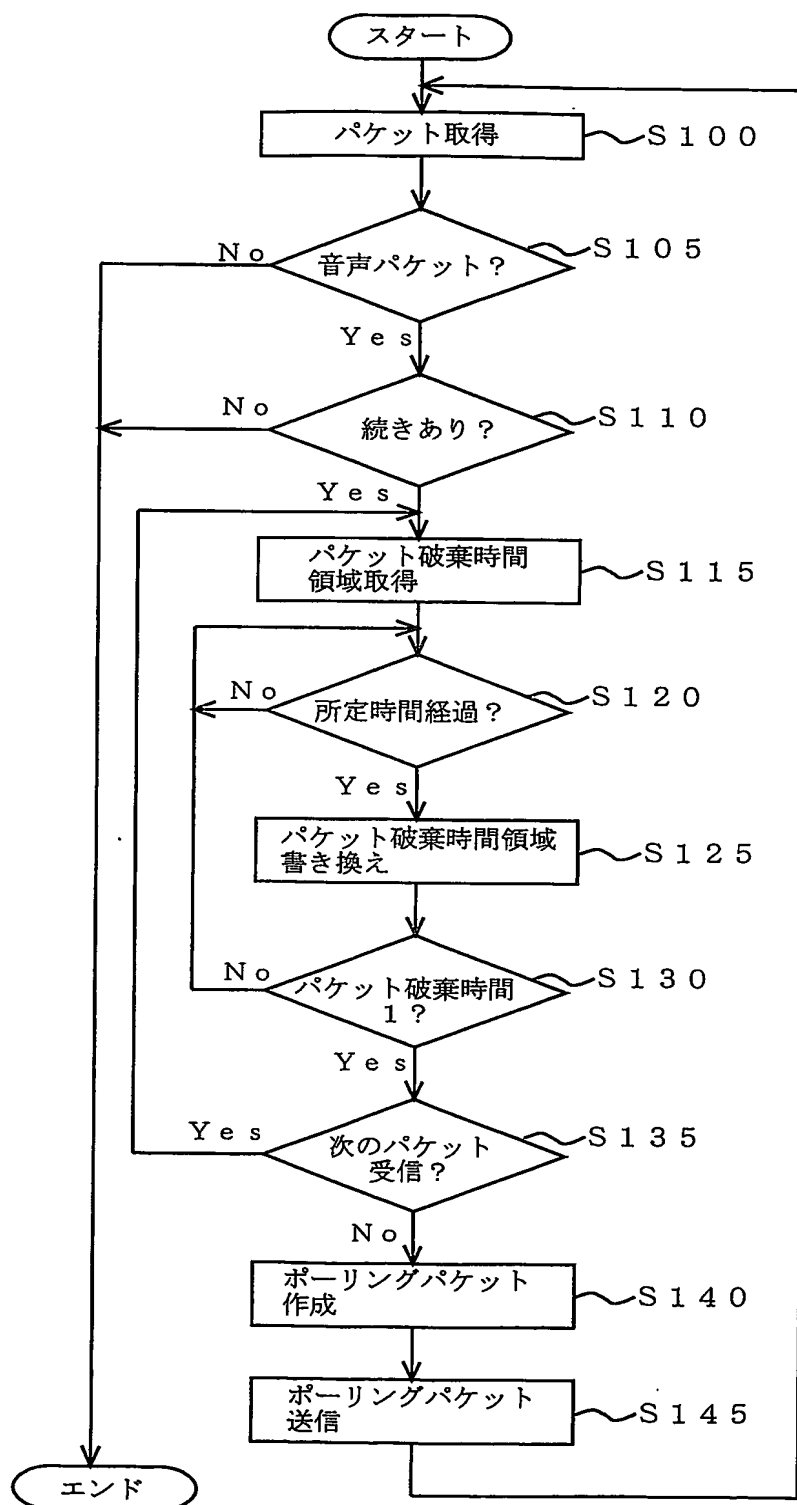 スタート
パケット取得
S100
音声パケット？
S105
No
Yes
続きあり？
S110
No
Yes
パケット破棄時間
領域取得
S115
所定時間経過？
S120
No
Yes
パケット破棄時間領域
書き換え
S125
パケット破棄時間
1？
S130
No
Yes
次のパケット
受信？
S135
Yes
No
ポーリングパケット
作成
S140
ポーリングパケット
送信
S145
エンド